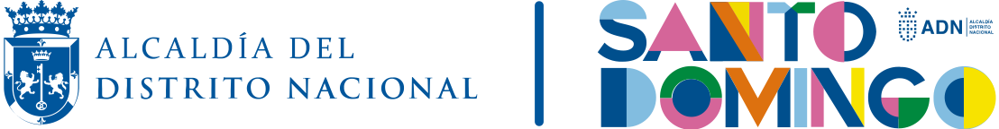 ALCALDÍA DEL
DISTRITO NACIONAL
SANTO
DOMINGO
ADN
ALCALDÍA
DISTRITO
NACIONAL